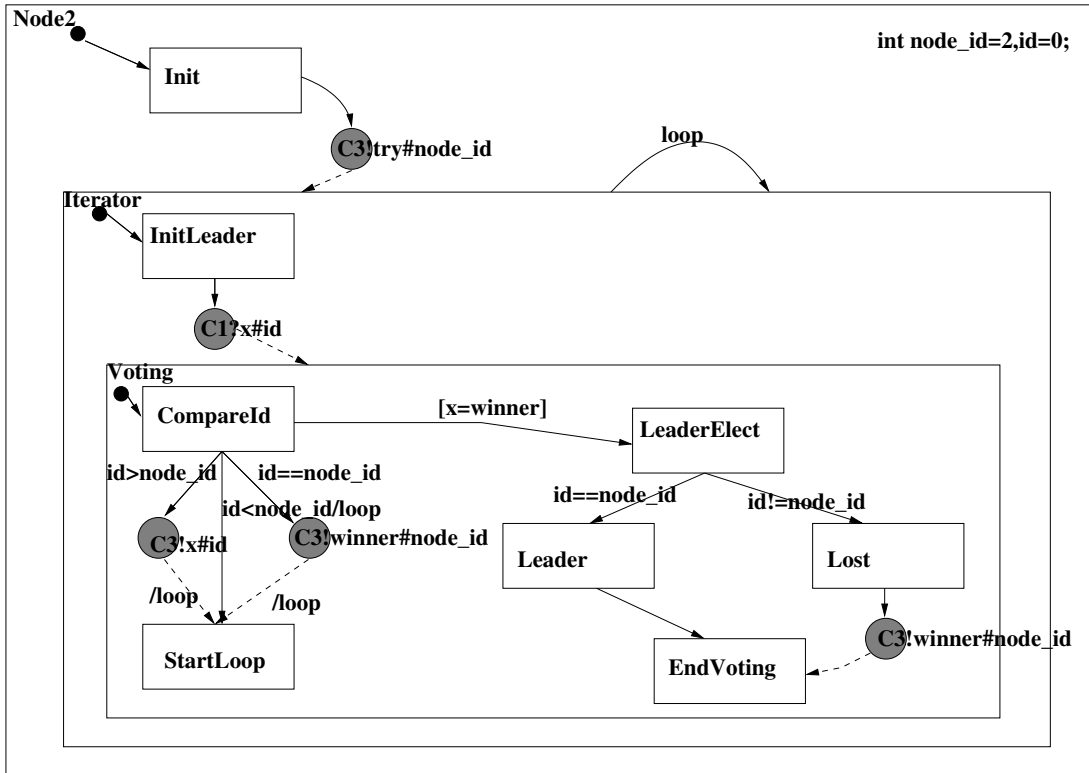 Node2
int node_id=2,id=0;
Init
C3!try#node_id
loop
Iterator
InitLeader
C1?x#id
Voting
CompareId
[x=winner]
LeaderElect
id>node_id
id==node_id
id<node_id/loop
id==node_id
id!=node_id
C3!x#id
C3!winner#node_id
Leader
Lost
/loop
/loop
StartLoop
EndVoting
C3!winner#node_id